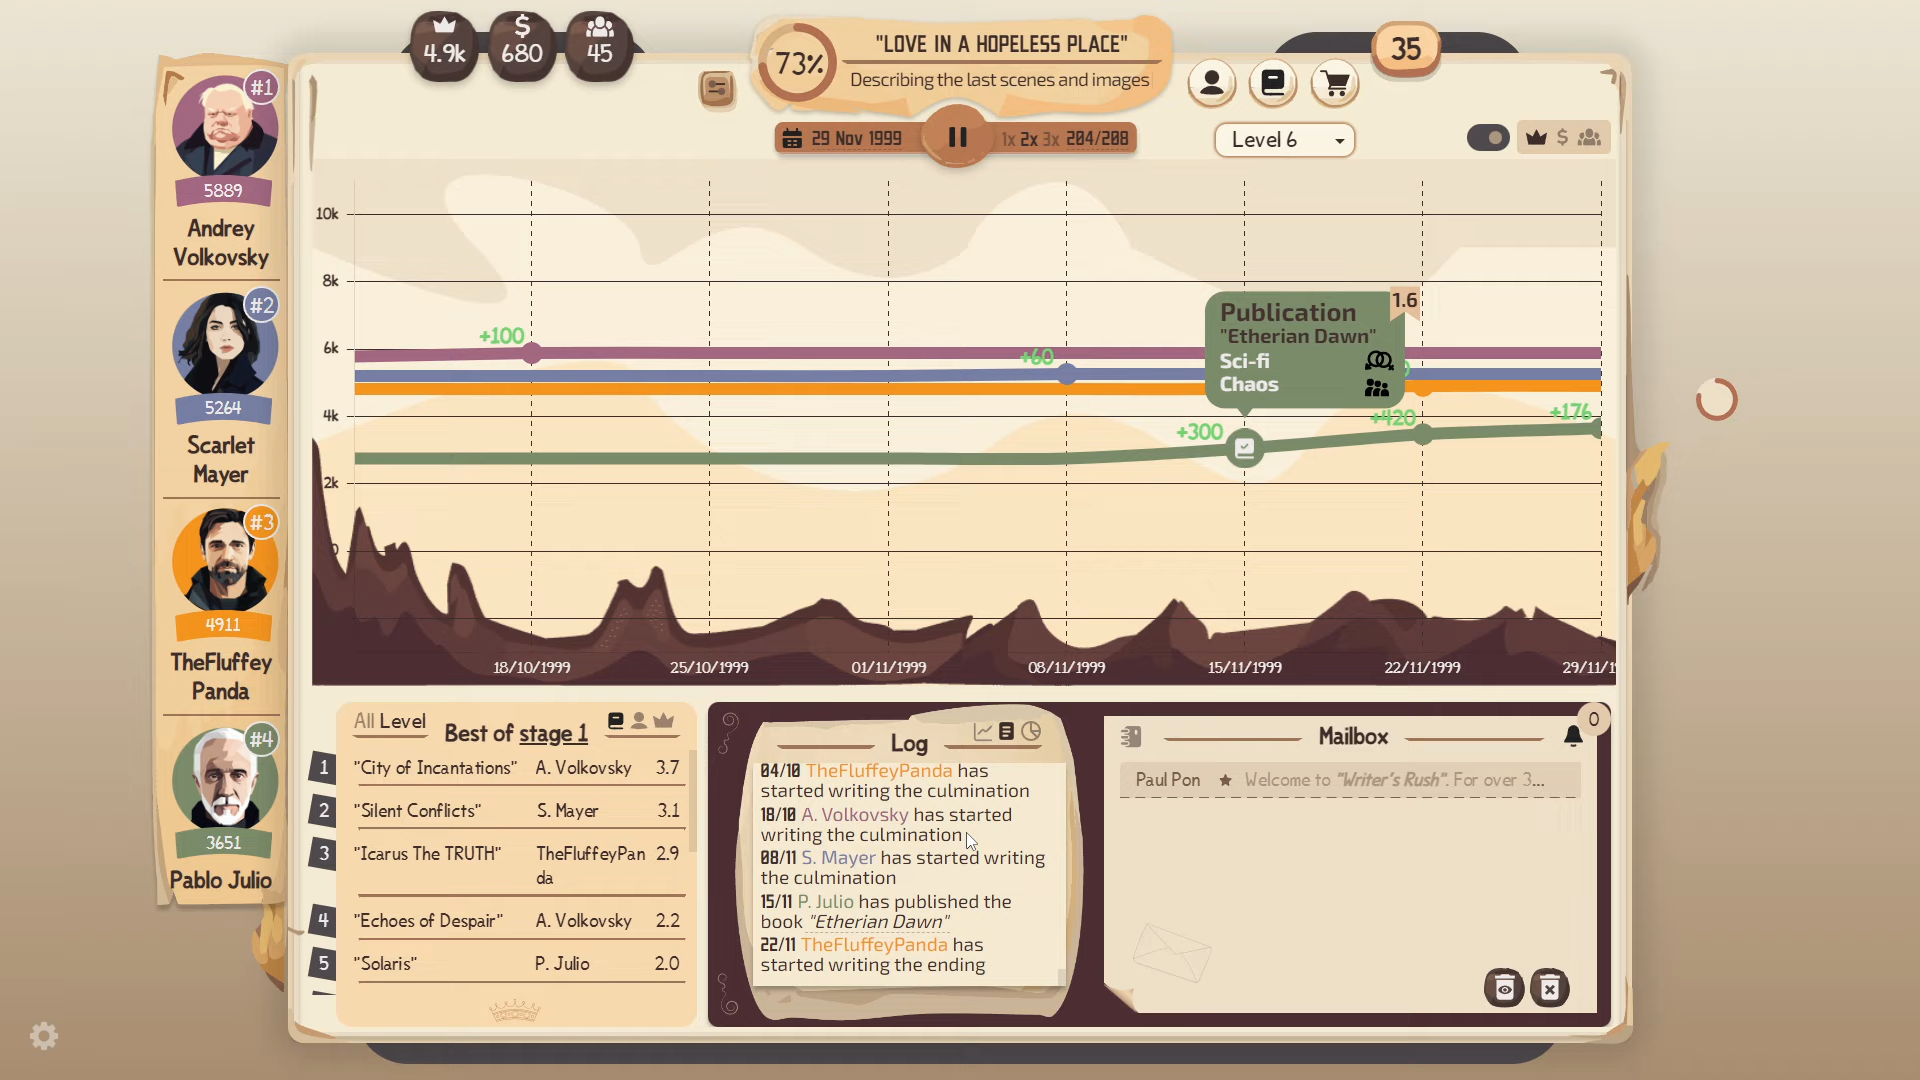 4.9k
680
45
73%
"LOVE IN A HOPELESS PLACE"
Describing the last scenes and images
35
29 Nov 1999
1x 2x 3x 204/208
Level 6
#1
5889
Andrey
Volkovsky
#2
5264
Scarlet
Mayer
#3
4911
TheFluffey
Panda
#4
3651
Pablo Julio
10k
8k
6k
4k
2k
0
+100
+60
+300
+420
+176
Publication
1.6
"Etherian Dawn"
Sci-fi
Chaos
18/10/1999
25/10/1999
01/11/1999
08/11/1999
15/11/1999
22/11/1999
29/11/1
All Level
Best of stage 1
1 "City of Incantations" A. Volkovsky 3.7
2 "Silent Conflicts" S. Mayer 3.1
3 "Icarus The TRUTH" TheFluffeyPan 2.9
da
4 "Echoes of Despair" A. Volkovsky 2.2
5 "Solaris" P. Julio 2.0
Log
04/10 TheFluffeyPanda has
started writing the culmination
18/10 A. Volkovsky has started
writing the culmination
08/11 S. Mayer has started writing
the culmination
15/11 P. Julio has published the
book "Etherian Dawn"
22/11 TheFluffeyPanda has
started writing the ending
Mailbox
0
Paul Pon ★ Welcome to "Writer's Rush". For over 3...